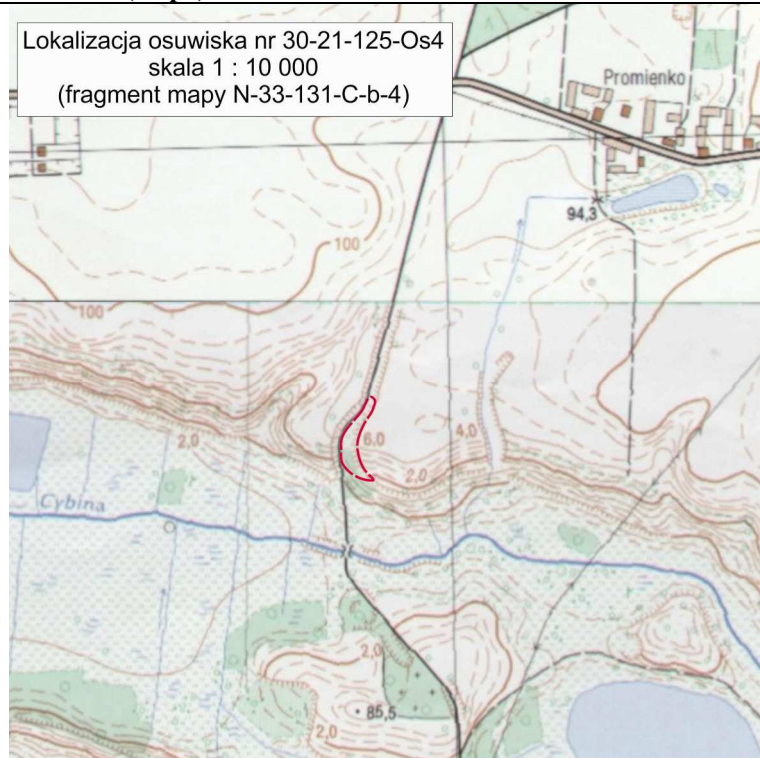 Lokalizacja osuwiska nr 30-21-125-Os4
skala 1 : 10 000
(fragment mapy N-33-131-C-b-4)
A
A
Promienko
94,3
100
100
2,0
6,0
4,0
2,0
Cybina
2,0
85,5
2,0